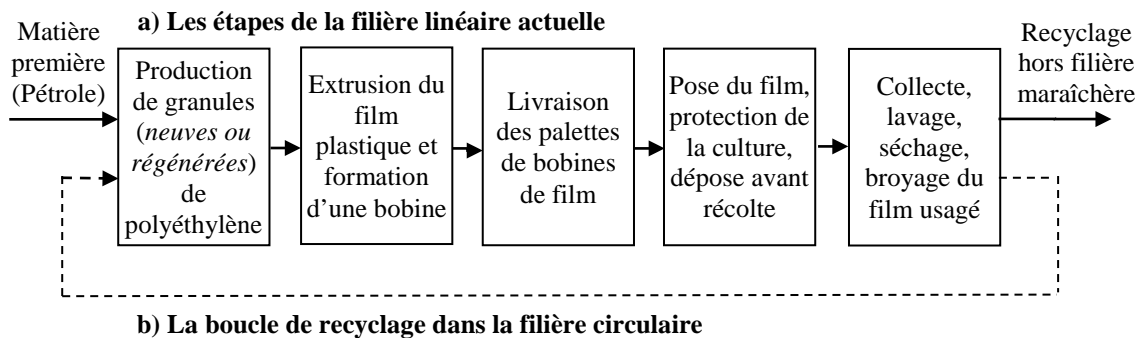 a) Les étapes de la filière linéaire actuelle
Matière
première
(Pétrole)
Production
de granules
(neuves ou
régénérées)
de
polyéthylène
Extrusion du
film
plastique et
formation
d'une bobine
Livraison
des palettes
de bobines
de film
Pose du film,
protection de
la culture,
dépose avant
récolte
Collecte,
lavage,
séchage,
broyage du
film usagé
Recyclage
hors filière
maraîchère
b) La boucle de recyclage dans la filière circulaire